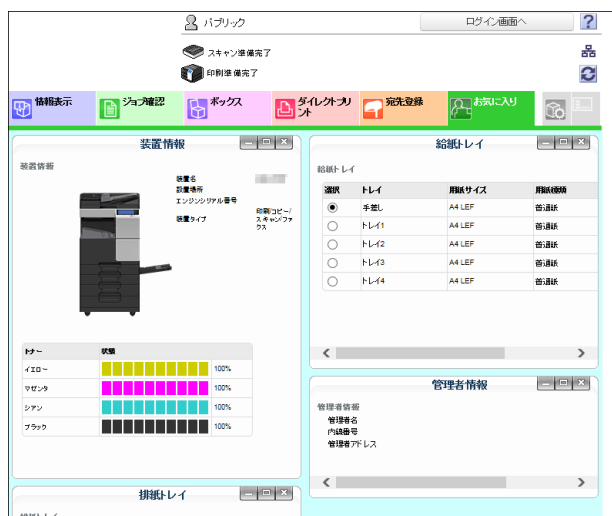 パブリック
ログイン画面へ
?
スキャン準備完了
印刷準備完了
情報表示
ジョブ確認
ボックス
ダイレクトプリ
ント
宛先登録
お気に入り
装置情報
装置情報
装置名
設置場所
エンジンシリアル番号
装置タイプ
印刷/コピー/
スキャン/ファ
クス
トナー 状態
イエロー 100%
マゼンタ 100%
シアン 100%
ブラック 100%
排紙トレイ
給紙トレイ
給紙トレイ
選択 トレイ 用紙サイズ 用紙種類
手差し A4 LEF 普通紙
トレイ1 A4 LEF 普通紙
トレイ2 A4 LEF 普通紙
トレイ3 A4 LEF 普通紙
トレイ4 A4 LEF 普通紙
管理者情報
管理者情報
管理者名
内線番号
管理者アドレス